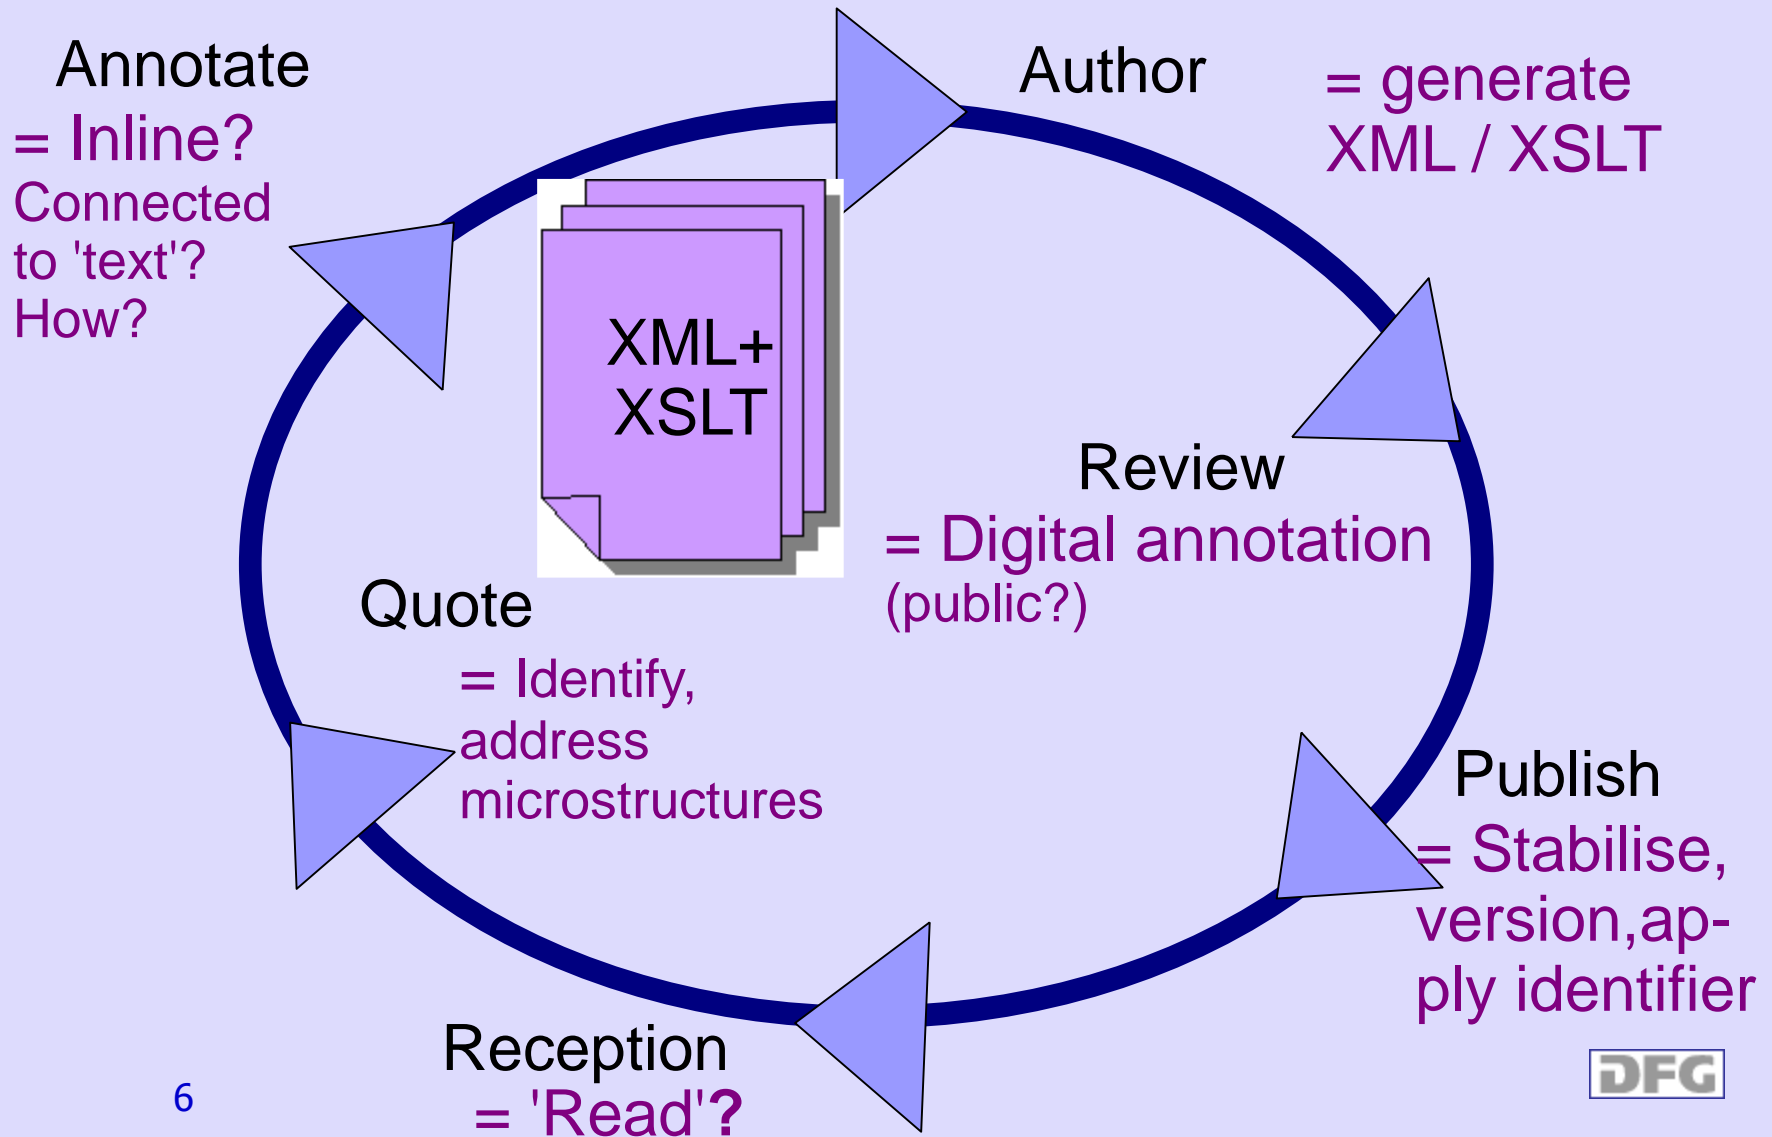 Annotate
= Inline?
Connected
to 'text'?
How?
Author
= generate
XML / XSLT
XML+
XSLT
Review
= Digital annotation
(public?)
Quote
= Identify,
address
microstructures
Publish
= Stabilise,
version,ap-
ply identifier
Reception
= 'Read'?
6
DFG